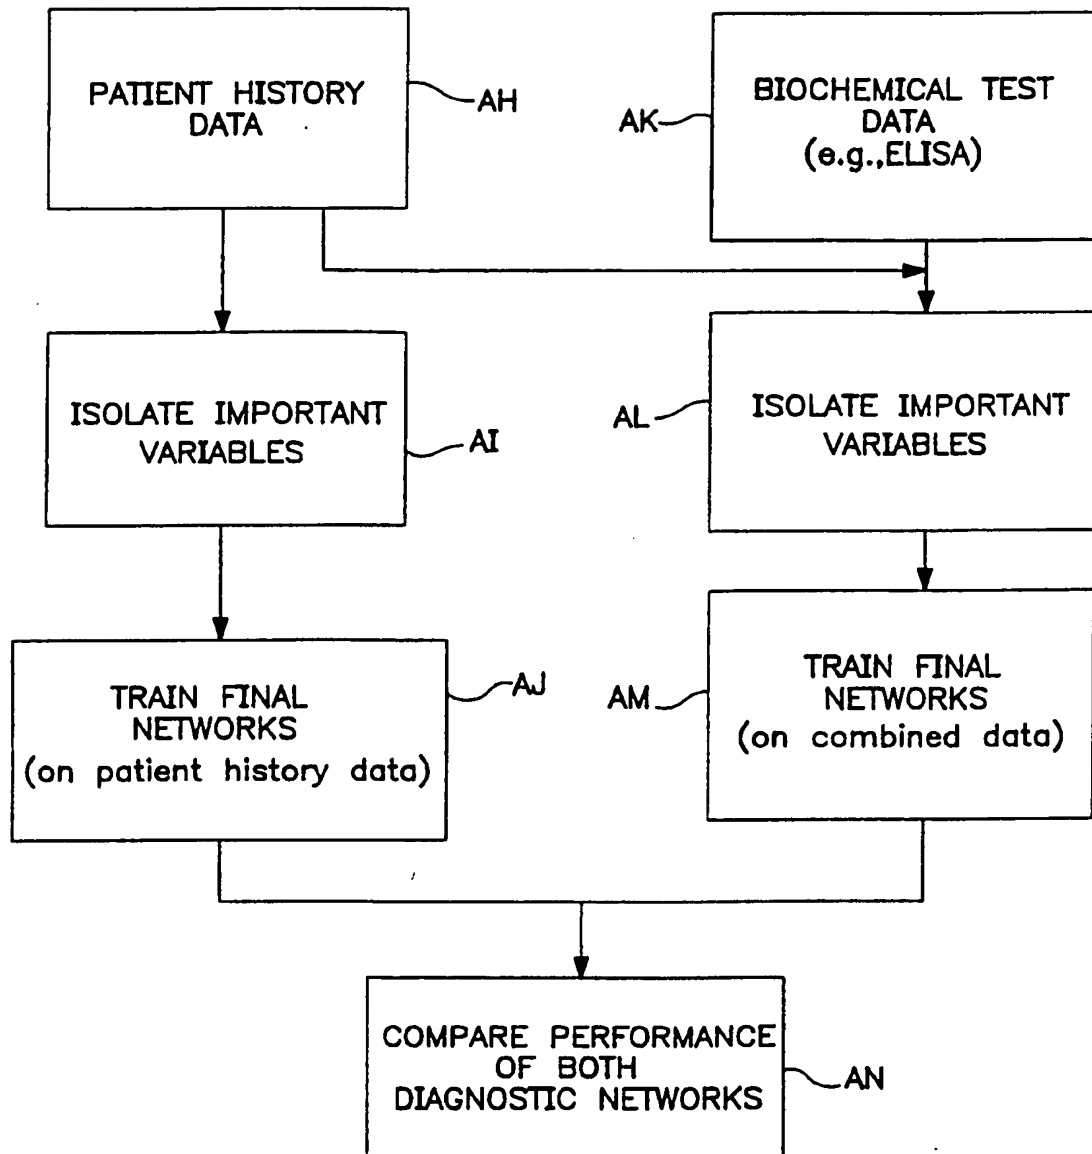 PATIENT HISTORY
DATA
AH
BIOCHEMICAL TEST
DATA
(e.g.,ELISA)
AK
ISOLATE IMPORTANT
VARIABLES
AI
ISOLATE IMPORTANT
VARIABLES
AL
TRAIN FINAL
NETWORKS
(on patient history data)
AJ
TRAIN FINAL
NETWORKS
(on combined data)
AM
COMPARE PERFORMANCE
OF BOTH
DIAGNOSTIC NETWORKS
AN